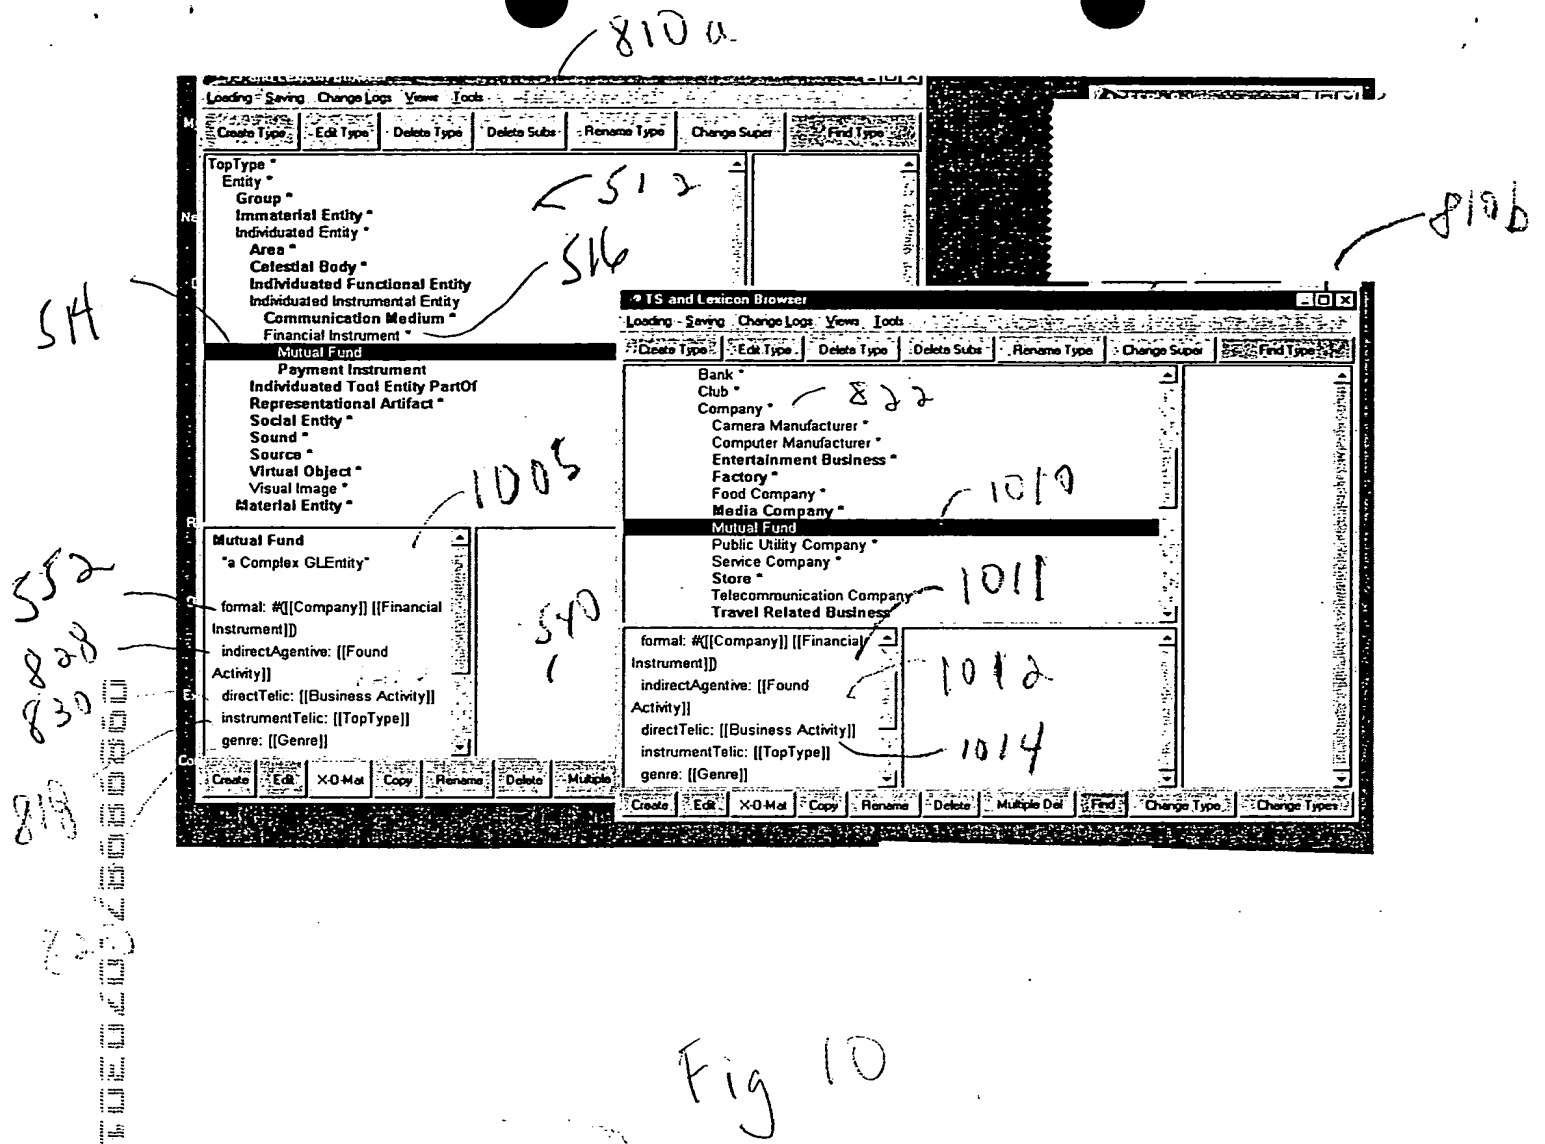 810a
Loading Saving Change Logs Views Tools
Create Type Edit Type Delete Type Delete Subs Rename Type Change Super Find Type
TopType *
Entity *
Group *
Immaterial Entity *
Individuated Entity *
Area *
Celestial Body *
Individuated Functional Entity
Individuated Instrumental Entity
Communication Medium *
Financial Instrument *
Mutual Fund
Payment Instrument
Individuated Tool Entity PartOf
Representational Artifact *
Social Entity *
Sound *
Source *
Virtual Object *
Visual Image *
Material Entity *
512
516
514
1005
Mutual Fund
"a Complex GLEntity"
formal: #([[Company]] [[Financial
Instrument]])
indirectAgentive: [[Found
Activity]]
directTelic: [[Business Activity]]
instrumentTelic: [[TopType]]
genre: [[Genre]]
552
828
830
818
820
540
Create Edit X-O-Mat Copy Rename Delete Multiple
810b
TS and Lexicon Browser
Loading Saving Change Logs Views Tools
Create Type Edit Type Delete Type Delete Subs Rename Type Change Super Find Type
Bank *
Club *
Company *
Camera Manufacturer *
Computer Manufacturer *
Entertainment Business *
Factory *
Food Company *
Media Company *
Mutual Fund
Public Utility Company *
Service Company *
Store *
Telecommunication Company
Travel Related Business
822
1010
1011
formal: #([[Company]] [[Financial
Instrument]])
indirectAgentive: [[Found
Activity]]
directTelic: [[Business Activity]]
instrumentTelic: [[TopType]]
genre: [[Genre]]
1012
1014
Create Edit X-O-Mat Copy Rename Delete Multiple Del Find Change Type Change Types
Fig 10